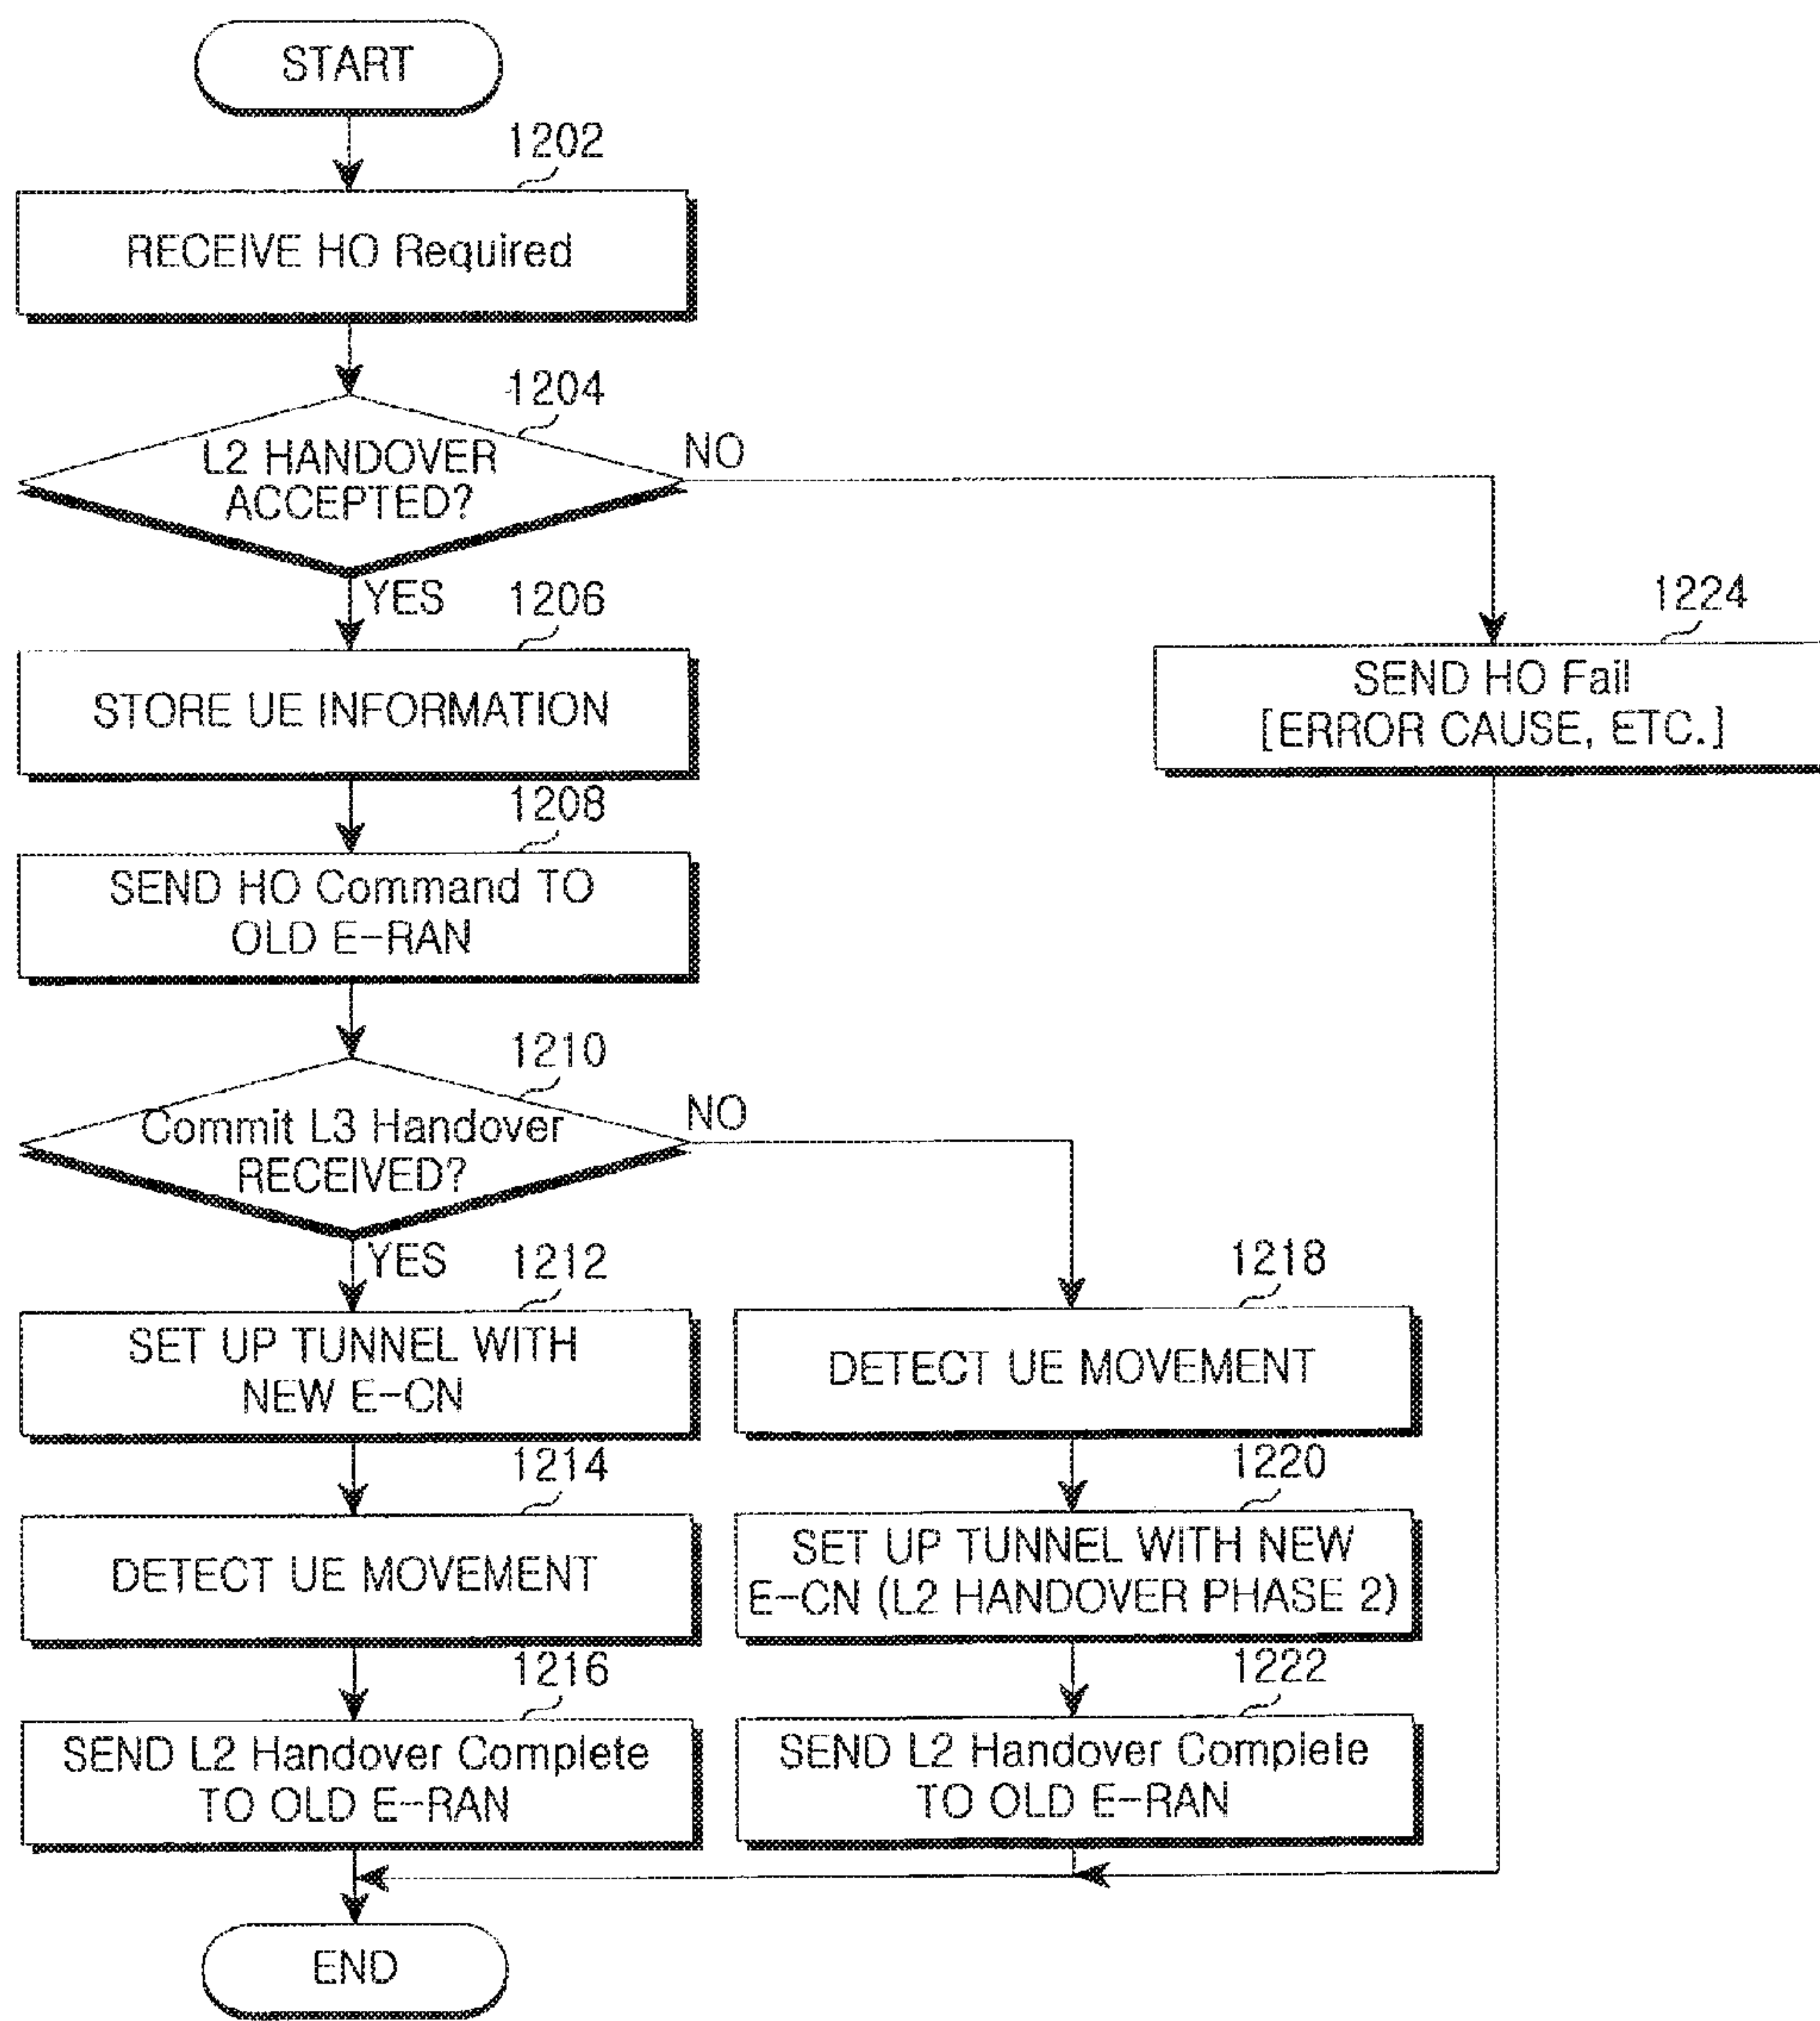 START
1202
RECEIVE HO Required
1204
L2 HANDOVER
ACCEPTED?
NO
YES
1206
STORE UE INFORMATION
1224
SEND HO Fail
[ERROR CAUSE, ETC.]
1208
SEND HO Command TO
OLD E-RAN
1210
Commit L3 Handover
RECEIVED?
NO
YES
1212
SET UP TUNNEL WITH
NEW E-CN
1218
DETECT UE MOVEMENT
1214
DETECT UE MOVEMENT
1220
SET UP TUNNEL WITH NEW
E-CN (L2 HANDOVER PHASE 2)
1216
SEND L2 Handover Complete
TO OLD E-RAN
1222
SEND L2 Handover Complete
TO OLD E-RAN
END